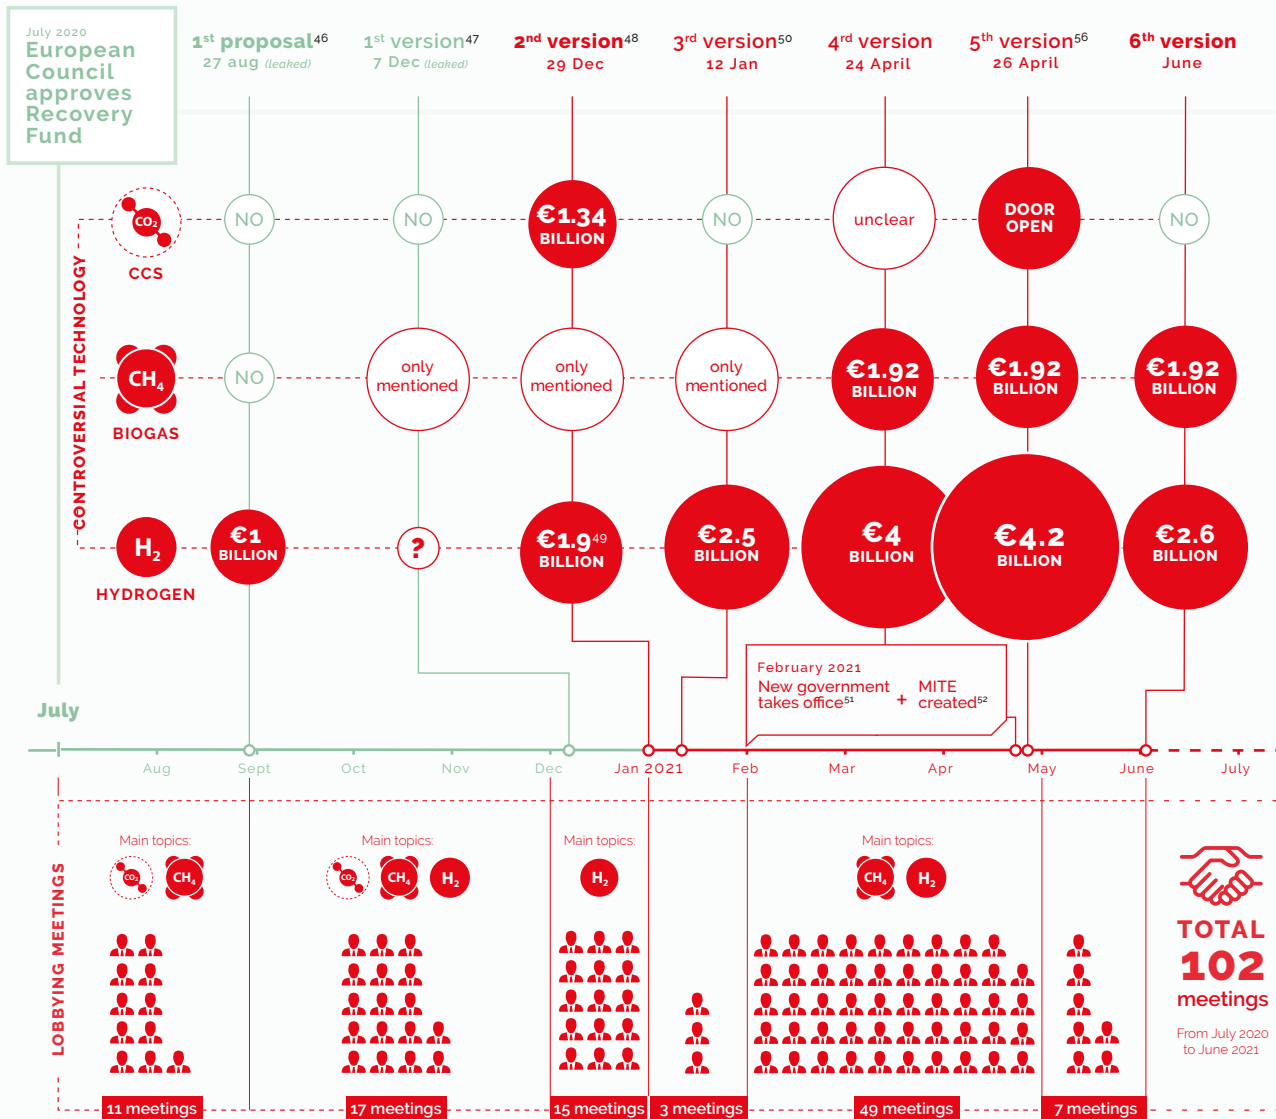 July 2020
European
Council
approves
Recovery
Fund
1st proposal46
27 aug (leaked)
1st version47
7 Dec (leaked)
2nd version48
29 Dec
3rd version50
12 Jan
4rd version
24 April
5th version56
26 April
6th version
June
CONTROVERSIAL TECHNOLOGY
CO2
CCS
NO
NO
€1.34
BILLION
NO
unclear
DOOR
OPEN
NO
CH4
BIOGAS
NO
only
mentioned
only
mentioned
only
mentioned
€1.92
BILLION
€1.92
BILLION
€1.92
BILLION
H2
HYDROGEN
€1
BILLION
?
€1.949
BILLION
€2.5
BILLION
€4
BILLION
€4.2
BILLION
€2.6
BILLION
February 2021
New government
takes office51
+
MITE
created52
July
Aug
Sept
Oct
Nov
Dec
Jan 2021
Feb
Mar
Apr
May
June
July
LOBBYING MEETINGS
Main topics:
CO2
CH4
Main topics:
CO2
CH4
H2
Main topics:
H2
Main topics:
CH4
H2
TOTAL
102
meetings
From July 2020
to June 2021
11 meetings
17 meetings
15 meetings
3 meetings
49 meetings
7 meetings